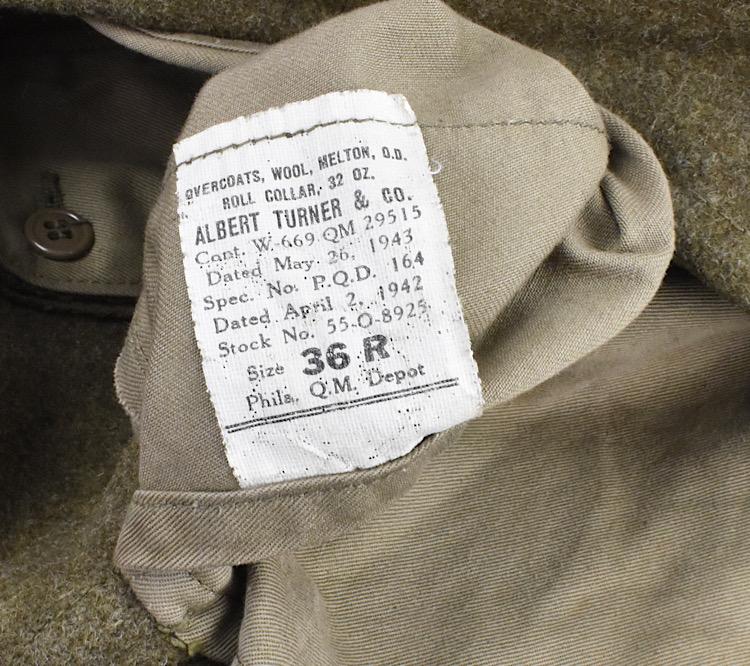 OVERCOATS, WOOL, MELTON, O.D.
ROLL COLLAR, 32 OZ.
ALBERT TURNER & CO.
Cont. W-669 QM 29515
Dated May. 26, 1943
Spec. No. P.Q.D. 164
Dated April 2, 1942
Stock No. 55-O-8925
Size 36 R
Phila. Q.M. Depot